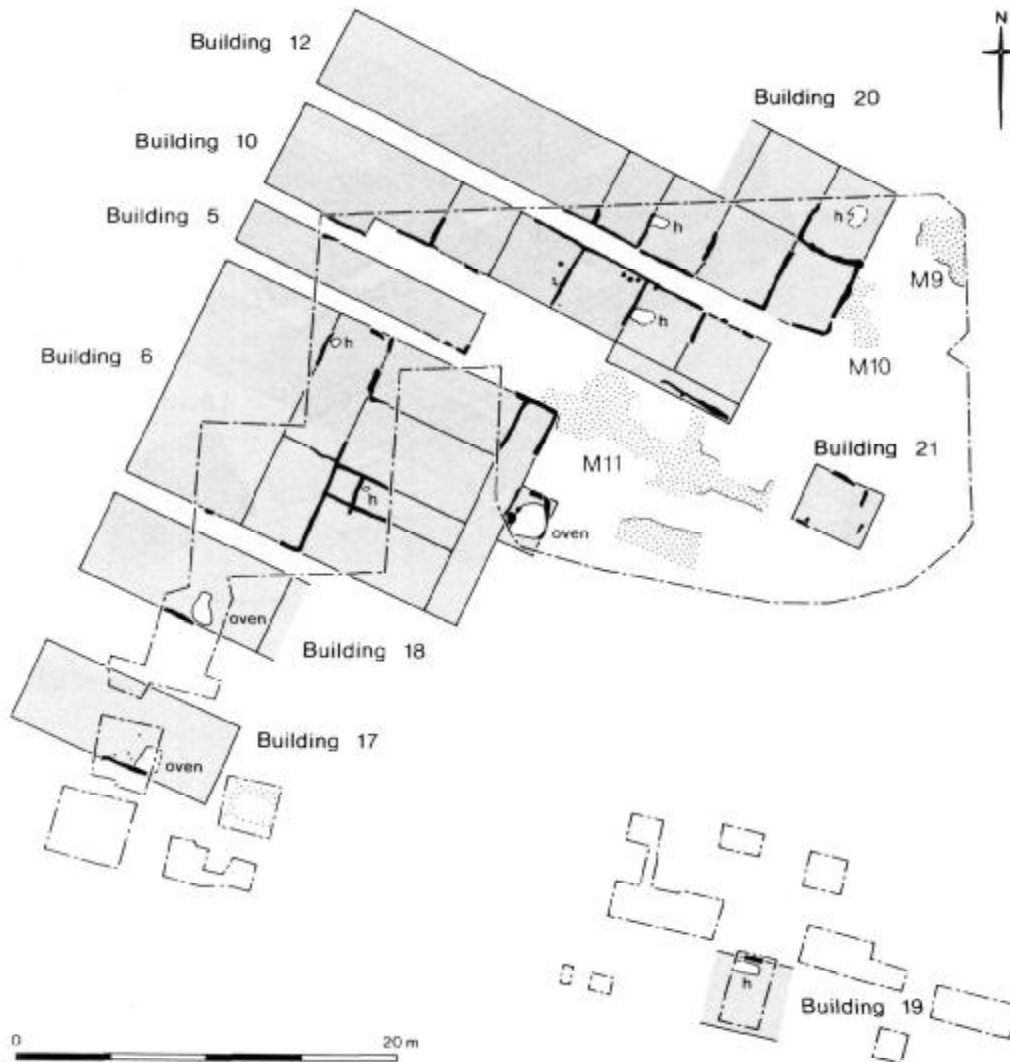 N
Building 12
Building 20
Building 10
Building 5
h
h
M9
h
Building 6
h
M10
Building 21
M11
h
oven
oven
Building 18
Building 17
oven
h
Building 19
0
20 m